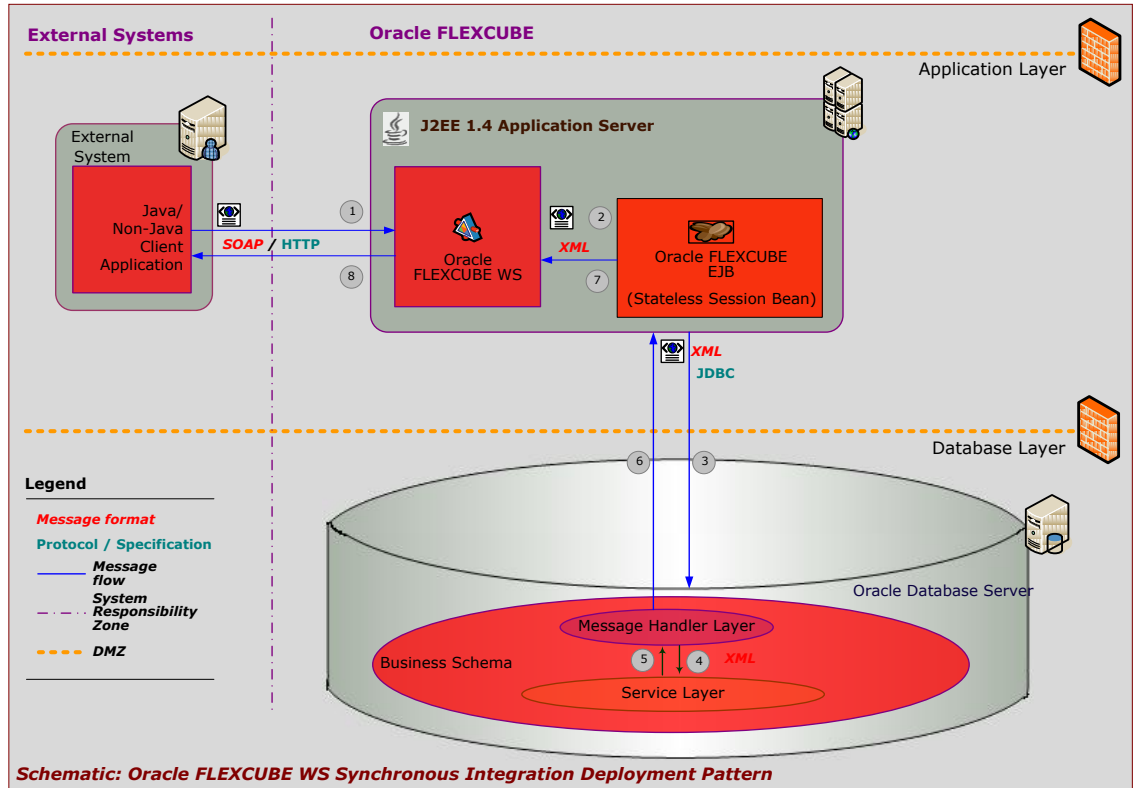 External Systems
Oracle FLEXCUBE
Application Layer
J2EE 1.4 Application Server
External
System
Java/
Non-Java
Client
Application
1
SOAP / HTTP
8
Oracle
FLEXCUBE WS
2
XML
7
Oracle FLEXCUBE
EJB
(Stateless Session Bean)
XML
JDBC
Database Layer
6
3
Legend
Message format
Protocol / Specification
Message
flow
System
Responsibility
Zone
DMZ
Oracle Database Server
Message Handler Layer
Business Schema
5
4
XML
Service Layer
Schematic: Oracle FLEXCUBE WS Synchronous Integration Deployment Pattern